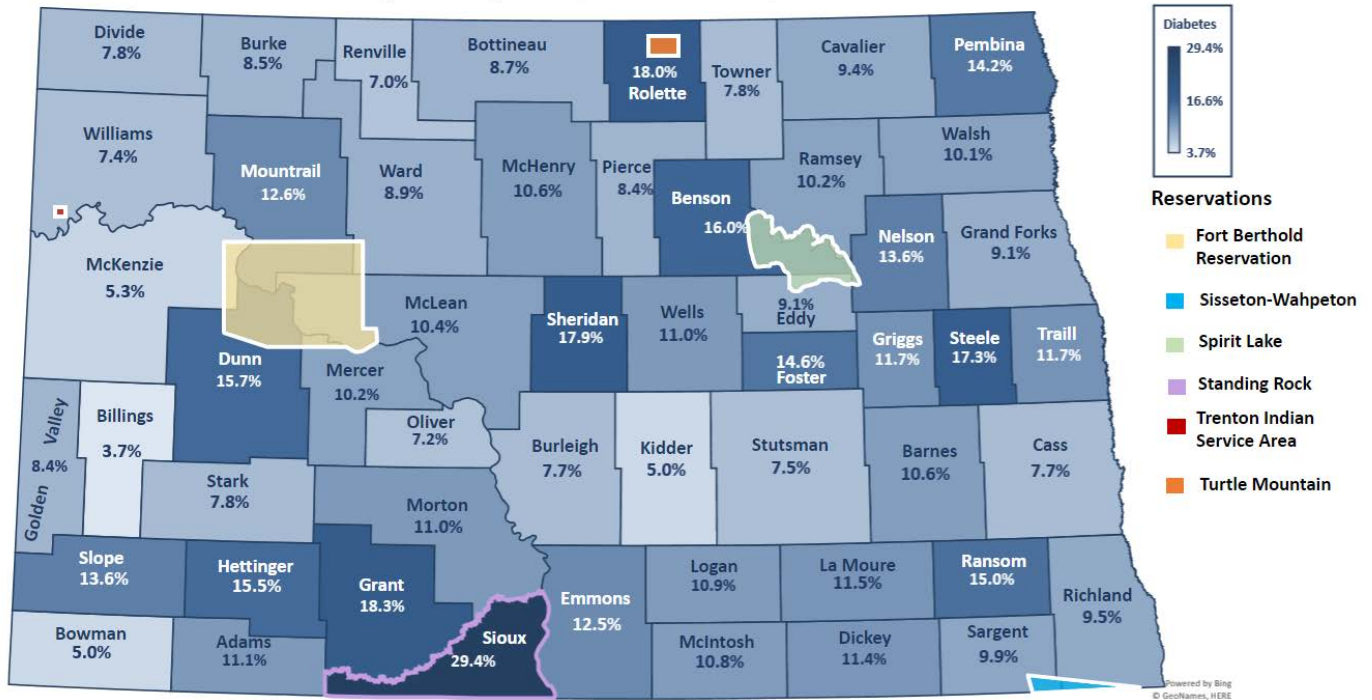 Divide
7.8%
Burke
8.5%
Renville
7.0%
Bottineau
8.7%
18.0%
Rolette
Towner
7.8%
Cavalier
9.4%
Pembina
14.2%
Williams
7.4%
Mountrail
12.6%
Ward
8.9%
McHenry
10.6%
Pierce
8.4%
Benson
16.0%
Ramsey
10.2%
Walsh
10.1%
Nelson
13.6%
Grand Forks
9.1%
McKenzie
5.3%
Dunn
15.7%
McLean
10.4%
Mercer
10.2%
Oliver
7.2%
Sheridan
17.9%
Wells
11.0%
9.1%
Eddy
14.6%
Foster
Griggs
11.7%
Steele
17.3%
Traill
11.7%
Golden Valley
8.4%
Billings
3.7%
Stark
7.8%
Morton
11.0%
Burleigh
7.7%
Kidder
5.0%
Stutsman
7.5%
Barnes
10.6%
Cass
7.7%
Slope
13.6%
Hettinger
15.5%
Grant
18.3%
Sioux
29.4%
Emmons
12.5%
Logan
10.9%
La Moure
11.5%
Ransom
15.0%
Richland
9.5%
Bowman
5.0%
Adams
11.1%
McIntosh
10.8%
Dickey
11.4%
Sargent
9.9%
Diabetes
29.4%
16.6%
3.7%
Reservations
Fort Berthold
Reservation
Sisseton-Wahpeton
Spirit Lake
Standing Rock
Trenton Indian
Service Area
Turtle Mountain
Powered by Bing
© GeoNames, HERE